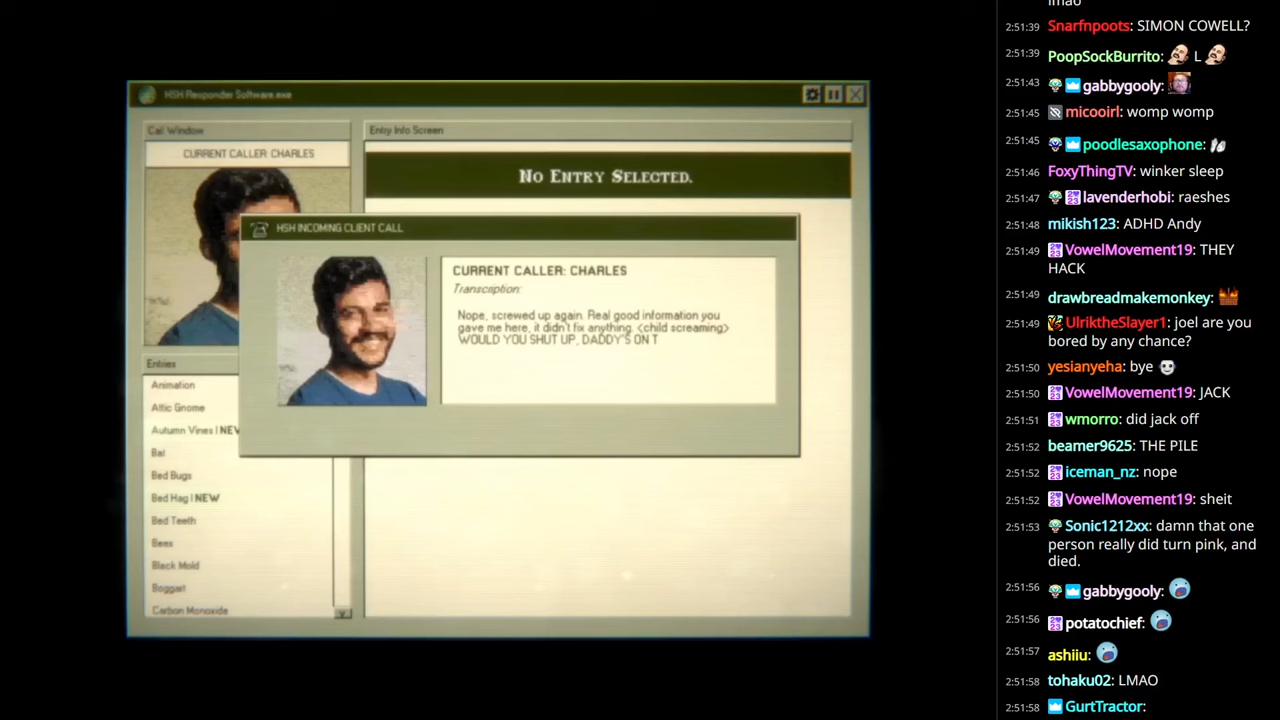 HSH Responder Software.exe
Call Window
CURRENT CALLER: CHARLES
Entry Info Screen
NO ENTRY SELECTED.
HSH INCOMING CLIENT CALL
CURRENT CALLER: CHARLES
Transcription:
Nope, screwed up again. Real good information you
gave me here, it didn't fix anything. <child screaming>
WOULD YOU SHUT UP, DADDY'S ON T
Entries
Animation
Attic Gnome
Autumn Vines | NEW
Bat
Bed Bugs
Bed Hag | NEW
Bed Teeth
Bees
Black Mold
Boggart
Carbon Monoxide
lmao
2:51:39 Snarfnpoots: SIMON COWELL?
2:51:39 PoopSockBurrito: L
2:51:43 gabbygooly:
2:51:45 micooirl: womp womp
2:51:45 poodlesaxophone:
2:51:46 FoxyThingTV: winker sleep
2:51:47 lavenderhobi: raeshes
2:51:48 mikish123: ADHD Andy
2:51:49 VowelMovement19: THEY
HACK
2:51:49 drawbreadmakemonkey:
2:51:49 UlriktheSlayer1: joel are you
bored by any chance?
2:51:50 yesianyeha: bye
2:51:50 VowelMovement19: JACK
2:51:51 wmorro: did jack off
2:51:52 beamer9625: THE PILE
2:51:52 iceman_nz: nope
2:51:52 VowelMovement19: sheit
2:51:53 Sonic1212xx: damn that one
person really did turn pink, and
died.
2:51:56 gabbygooly:
2:51:56 potatochief:
2:51:57 ashiiu:
2:51:58 tohaku02: LMAO
2:51:58 GurtTractor: